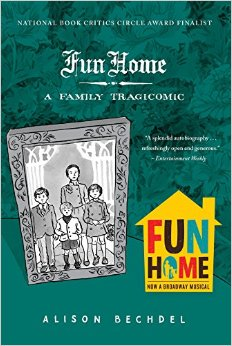 NATIONAL BOOK CRITICS CIRCLE AWARD FINALIST
Fun Home
A FAMILY TRAGICOMIC
"A splendid autobiography . . .
refreshingly open and generous."
– Entertainment Weekly
FUN
HOME
NOW A BROADWAY MUSICAL
ALISON BECHDEL